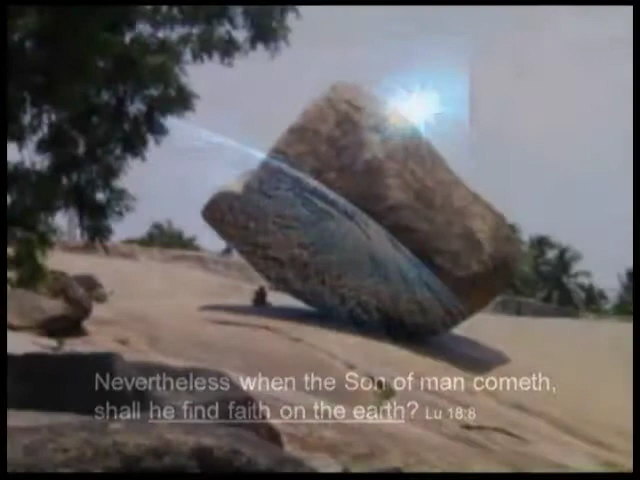 Nevertheless when the Son of man cometh,
shall he find faith on the earth? Lu 18:8